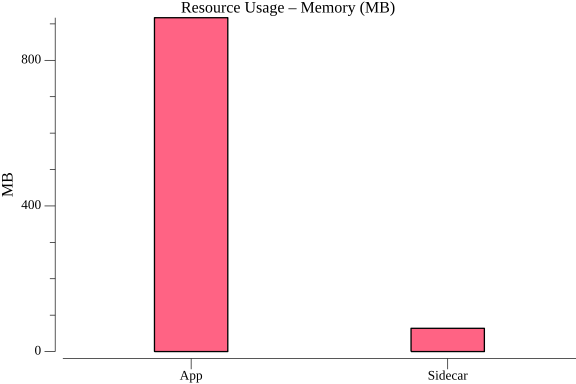 Resource Usage – Memory (MB)
MB
800
400
0
App
Sidecar